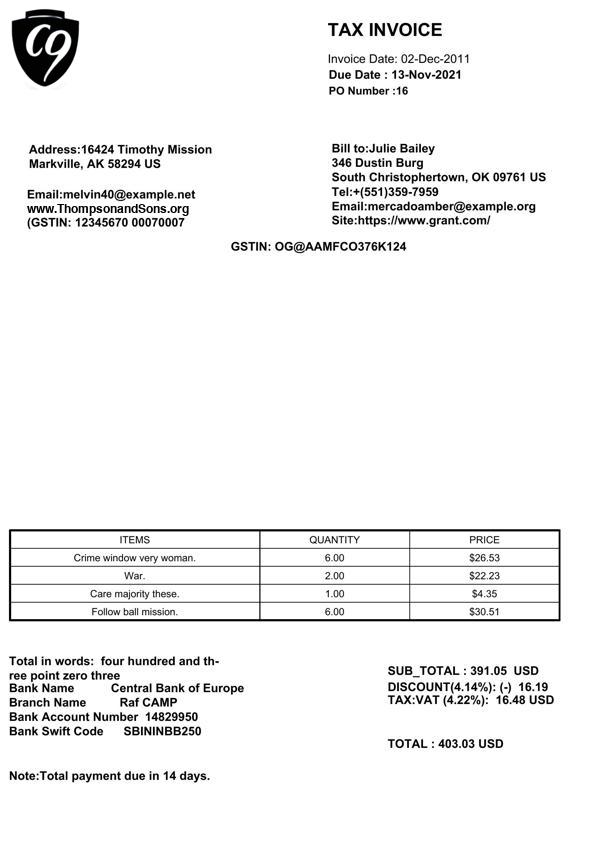 C9
TAX INVOICE
Invoice Date: 02-Dec-2011
Due Date : 13-Nov-2021
PO Number :16
Address:16424 Timothy Mission
Markville, AK 58294 US
Email:melvin40@example.net
www.ThompsonandSons.org
(GSTIN: 12345670 00070007
Bill to:Julie Bailey
346 Dustin Burg
South Christophertown, OK 09761 US
Tel:+(551)359-7959
Email:mercadoamber@example.org
Site:https://www.grant.com/
GSTIN: OG@AAMFCO376K124
ITEMS QUANTITY PRICE
Crime window very woman. 6.00 $26.53
War. 2.00 $22.23
Care majority these. 1.00 $4.35
Follow ball mission. 6.00 $30.51
Total in words: four hundred and th-
ree point zero three
Bank Name Central Bank of Europe
Branch Name Raf CAMP
Bank Account Number 14829950
Bank Swift Code SBININBB250
SUB_TOTAL : 391.05 USD
DISCOUNT(4.14%): (-) 16.19
TAX:VAT (4.22%): 16.48 USD
TOTAL : 403.03 USD
Note:Total payment due in 14 days.